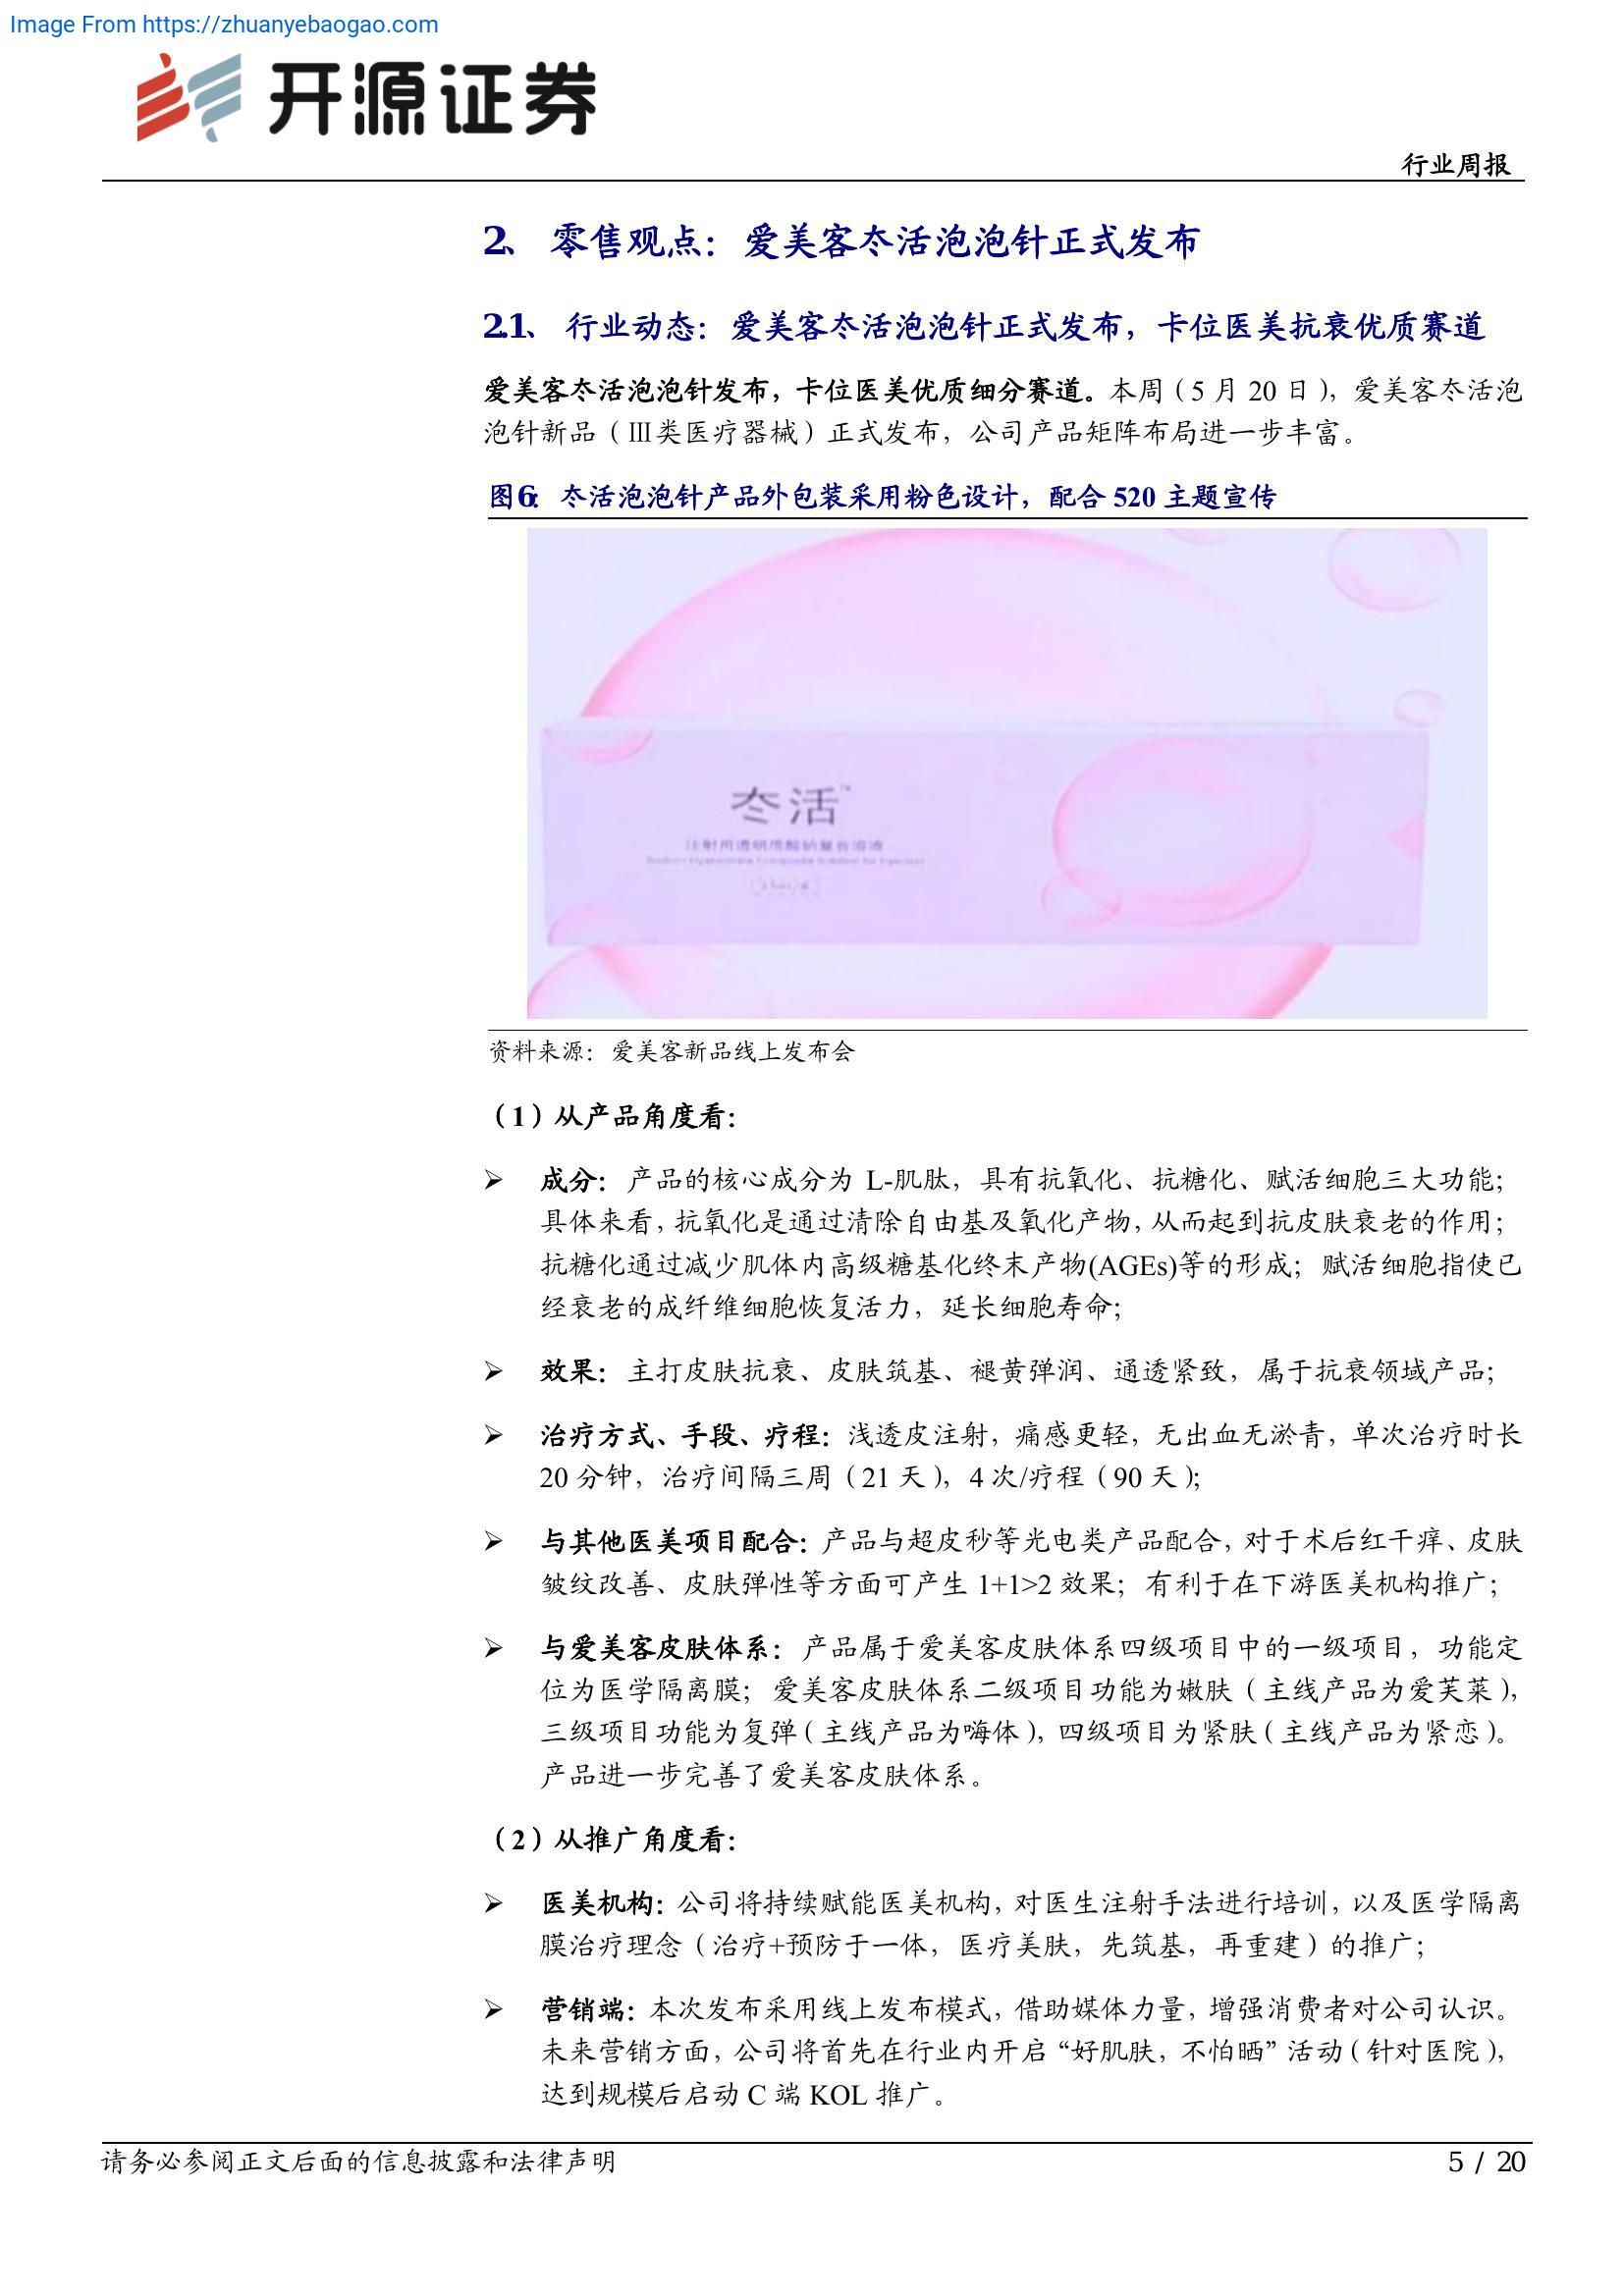 Image From https://zhuanyebaogao.com
开源证券
行业周报
2、 零售观点：爱美客冭活泡泡针正式发布
2.1、 行业动态：爱美客冭活泡泡针正式发布，卡位医美抗衰优质赛道
爱美客冭活泡泡针发布，卡位医美优质细分赛道。本周（5 月 20 日），爱美客冭活泡
泡针新品（Ⅲ类医疗器械）正式发布，公司产品矩阵布局进一步丰富。
图6： 冭活泡泡针产品外包装采用粉色设计，配合 520 主题宣传
冭活™
注射用透明质酸钠复合溶液
Sodium Hyaluronate Composite Solution for Injection
资料来源：爱美客新品线上发布会
（1）从产品角度看：
➢ 成分：产品的核心成分为 L-肌肽，具有抗氧化、抗糖化、赋活细胞三大功能；
具体来看，抗氧化是通过清除自由基及氧化产物，从而起到抗皮肤衰老的作用；
抗糖化通过减少肌体内高级糖基化终末产物(AGEs)等的形成；赋活细胞指使已
经衰老的成纤维细胞恢复活力，延长细胞寿命；
➢ 效果：主打皮肤抗衰、皮肤筑基、褪黄弹润、通透紧致，属于抗衰领域产品；
➢ 治疗方式、手段、疗程：浅透皮注射，痛感更轻，无出血无淤青，单次治疗时长
20 分钟，治疗间隔三周（21 天），4 次/疗程（90 天）；
➢ 与其他医美项目配合：产品与超皮秒等光电类产品配合，对于术后红干痒、皮肤
皱纹改善、皮肤弹性等方面可产生 1+1>2 效果；有利于在下游医美机构推广；
➢ 与爱美客皮肤体系：产品属于爱美客皮肤体系四级项目中的一级项目，功能定
位为医学隔离膜；爱美客皮肤体系二级项目功能为嫩肤（主线产品为爱芙莱），
三级项目功能为复弹（主线产品为嗨体），四级项目为紧肤（主线产品为紧恋）。
产品进一步完善了爱美客皮肤体系。
（2）从推广角度看：
➢ 医美机构：公司将持续赋能医美机构，对医生注射手法进行培训，以及医学隔离
膜治疗理念（治疗+预防于一体，医疗美肤，先筑基，再重建）的推广；
➢ 营销端：本次发布采用线上发布模式，借助媒体力量，增强消费者对公司认识。
未来营销方面，公司将首先在行业内开启“好肌肤，不怕晒”活动（针对医院），
达到规模后启动 C 端 KOL 推广。
请务必参阅正文后面的信息披露和法律声明
5 / 20